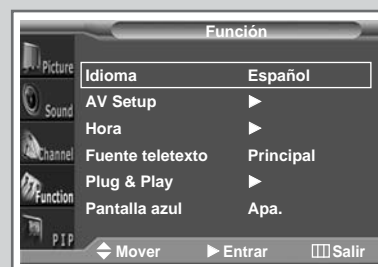 Función
Picture
Sound
Channel
Function
PIP
Idioma Español
AV Setup ▶
Hora ▶
Fuente teletexto Principal
Plug & Play ▶
Pantalla azul Apa.
Mover Entrar Salir